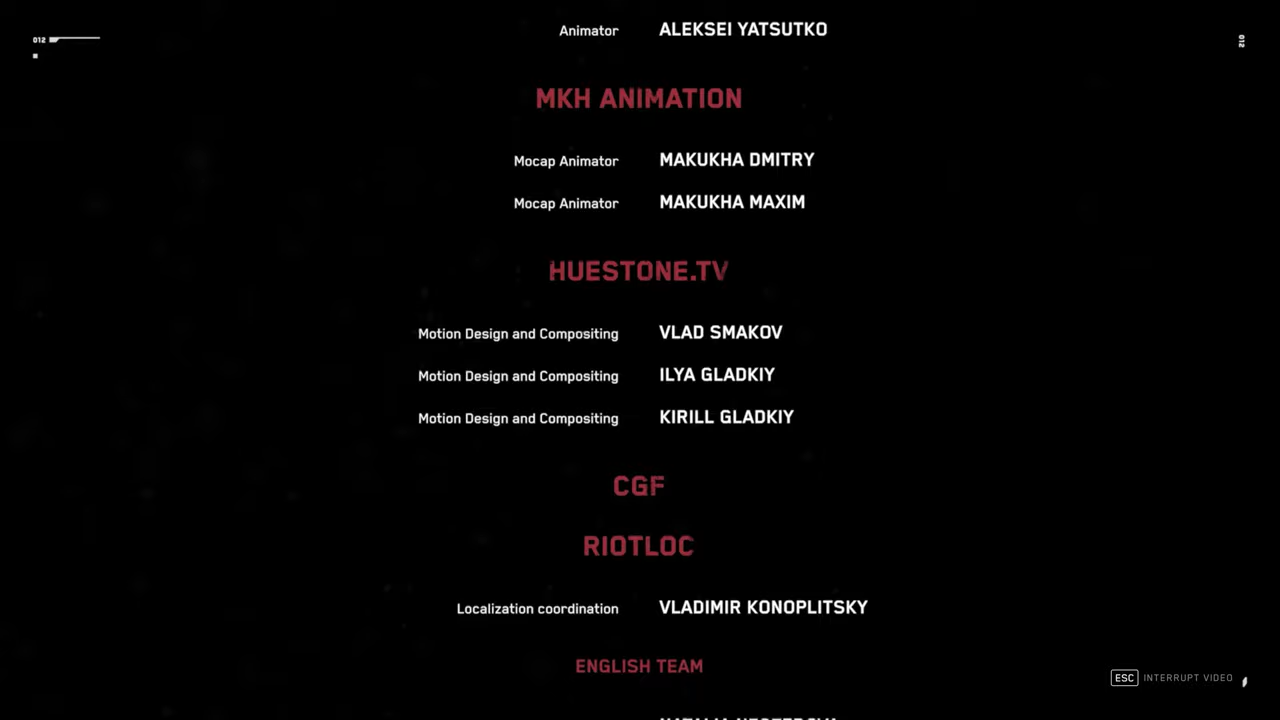 Animator ALEKSEI YATSUTKO
012
012
MKH ANIMATION
Mocap Animator MAKUKHA DMITRY
Mocap Animator MAKUKHA MAXIM
HUESTONE.TV
Motion Design and Compositing VLAD SMAKOV
Motion Design and Compositing ILYA GLADKIY
Motion Design and Compositing KIRILL GLADKIY
CGF
RIOTLOC
Localization coordination VLADIMIR KONOPLITSKY
ENGLISH TEAM
ESC INTERRUPT VIDEO